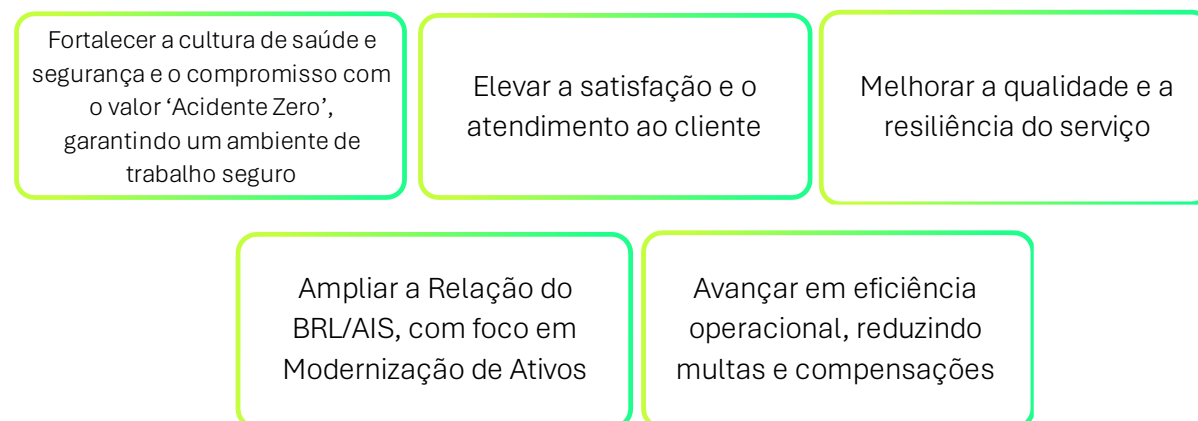 Fortalecer a cultura de saúde e
segurança e o compromisso com
o valor ‘Acidente Zero’,
garantindo um ambiente de
trabalho seguro
Elevar a satisfação e o
atendimento ao cliente
Melhorar a qualidade e a
resiliência do serviço
Ampliar a Relação do
BRL/AIS, com foco em
Modernização de Ativos
Avançar em eficiência
operacional, reduzindo
multas e compensações